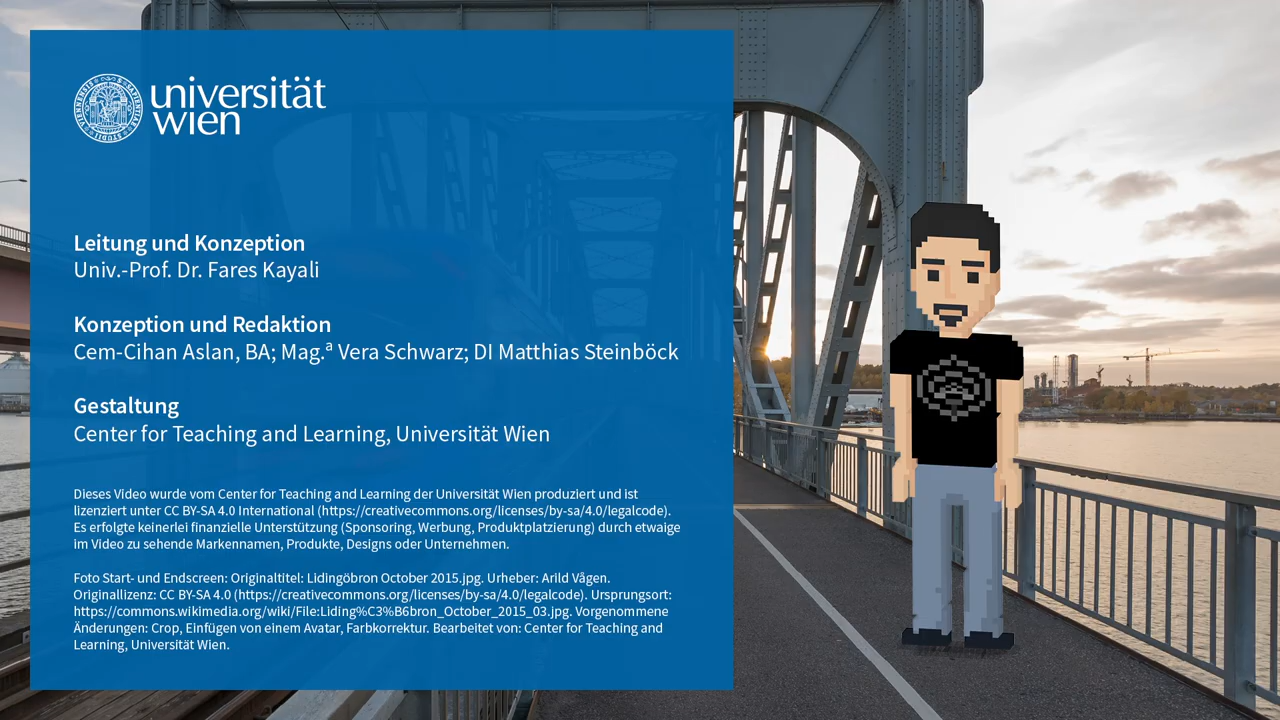 universität
wien
Leitung und Konzeption
Univ.-Prof. Dr. Fares Kayali
Konzeption und Redaktion
Cem-Cihan Aslan, BA; Mag.ª Vera Schwarz; DI Matthias Steinböck
Gestaltung
Center for Teaching and Learning, Universität Wien
Dieses Video wurde vom Center for Teaching and Learning der Universität Wien produziert und ist
lizenziert unter CC BY-SA 4.0 International (https://creativecommons.org/licenses/by-sa/4.0/legalcode).
Es erfolgte keinerlei finanzielle Unterstützung (Sponsoring, Werbung, Produktplatzierung) durch etwaige
im Video zu sehende Markennamen, Produkte, Designs oder Unternehmen.
Foto Start- und Endscreen: Originaltitel: Lidingöbron October 2015.jpg. Urheber: Arild Vågen.
Originallizenz: CC BY-SA 4.0 (https://creativecommons.org/licenses/by-sa/4.0/legalcode). Ursprungsort:
https://commons.wikimedia.org/wiki/File:Liding%C3%B6bron_October_2015_03.jpg. Vorgenommene
Änderungen: Crop, Einfügen von einem Avatar, Farbkorrektur. Bearbeitet von: Center for Teaching and
Learning, Universität Wien.